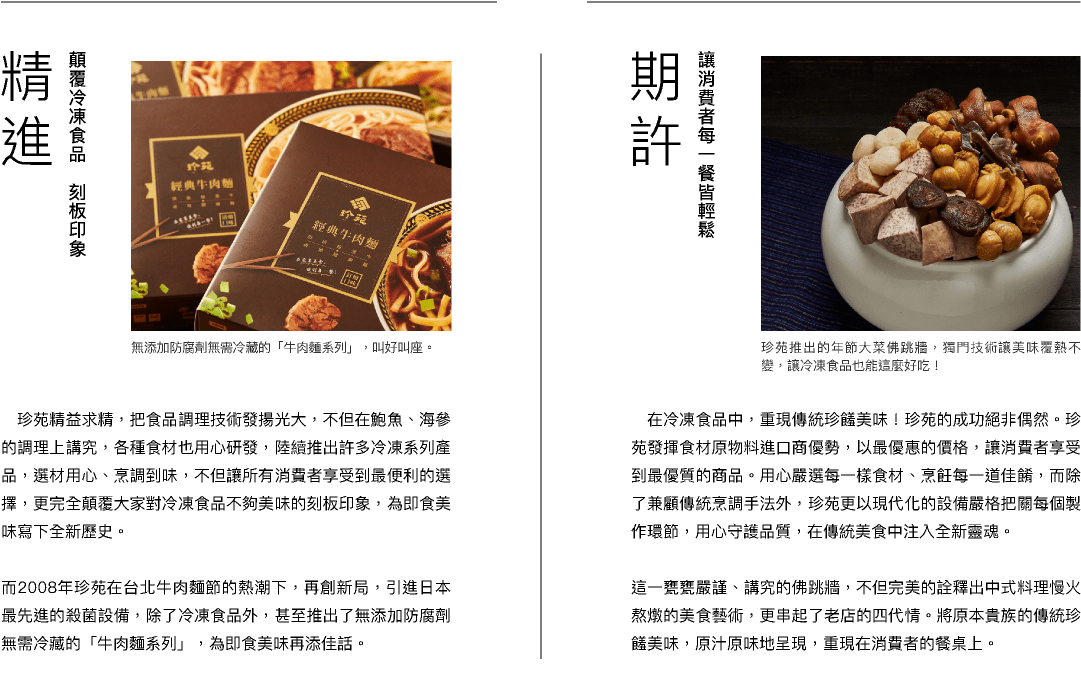 精進
顛覆冷凍食品 刻板印象
珍苑
經典牛肉麵
珍苑
經典牛肉麵
無添加防腐劑無需冷藏的「牛肉麵系列」，叫好叫座。
珍苑精益求精，把食品調理技術發揚光大，不但在鮑魚、海參
的調理上講究，各種食材也用心研發，陸續推出許多冷凍系列產
品，選材用心、烹調到味，不但讓所有消費者享受到最便利的選
擇，更完全顛覆大家對冷凍食品不夠美味的刻板印象，為即食美
味寫下全新歷史。
而2008年珍苑在台北牛肉麵節的熱潮下，再創新局，引進日本
最先進的殺菌設備，除了冷凍食品外，甚至推出了無添加防腐劑
無需冷藏的「牛肉麵系列」，為即食美味再添佳話。
期許
讓消費者每一餐皆輕鬆
珍苑推出的年節大菜佛跳牆，獨門技術讓美味覆熱不
變，讓冷凍食品也能這麼好吃！
在冷凍食品中，重現傳統珍饈美味！珍苑的成功絕非偶然。珍
苑發揮食材原物料進口商優勢，以最優惠的價格，讓消費者享受
到最優質的商品。用心嚴選每一樣食材、烹飪每一道佳餚，而除
了兼顧傳統烹調手法外，珍苑更以現代化的設備嚴格把關每個製
作環節，用心守護品質，在傳統美食中注入全新靈魂。
這一甕甕嚴謹、講究的佛跳牆，不但完美的詮釋出中式料理慢火
熬燉的美食藝術，更串起了老店的四代情。將原本貴族的傳統珍
饈美味，原汁原味地呈現，重現在消費者的餐桌上。